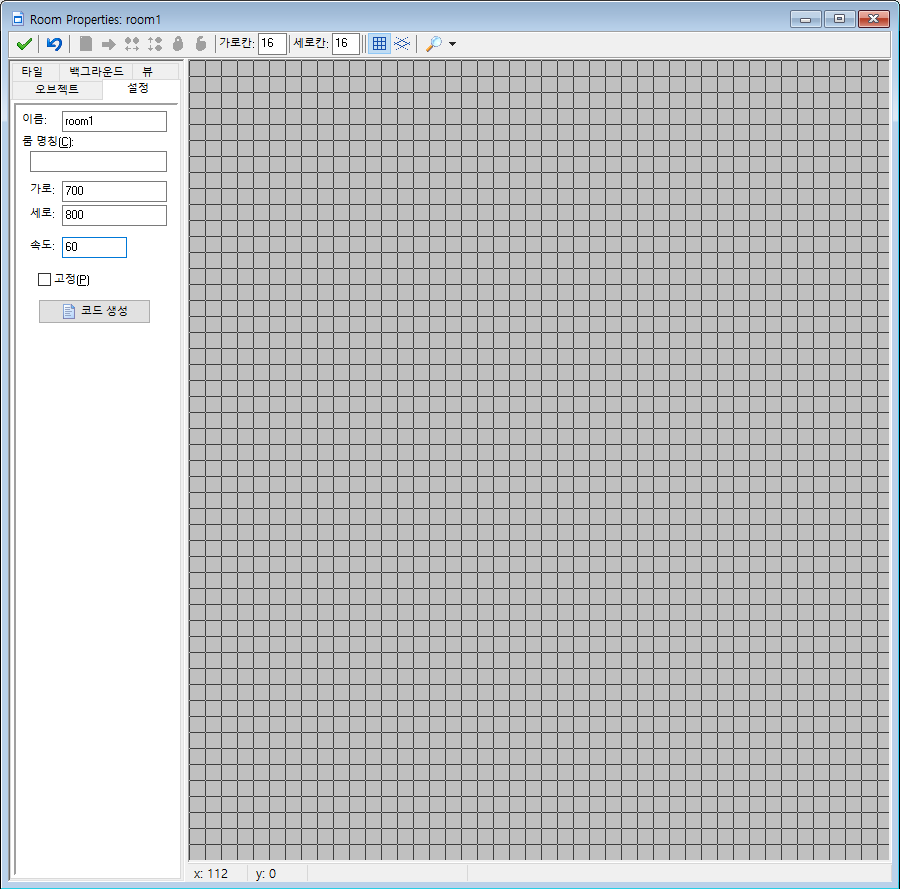 Room Properties: room1
가로칸: 16 세로칸: 16
타일 백그라운드 뷰
오브젝트 설정
이름: room1
룸 명칭(C):
가로: 700
세로: 800
속도: 60
고정(P)
코드 생성
x: 112 y: 0